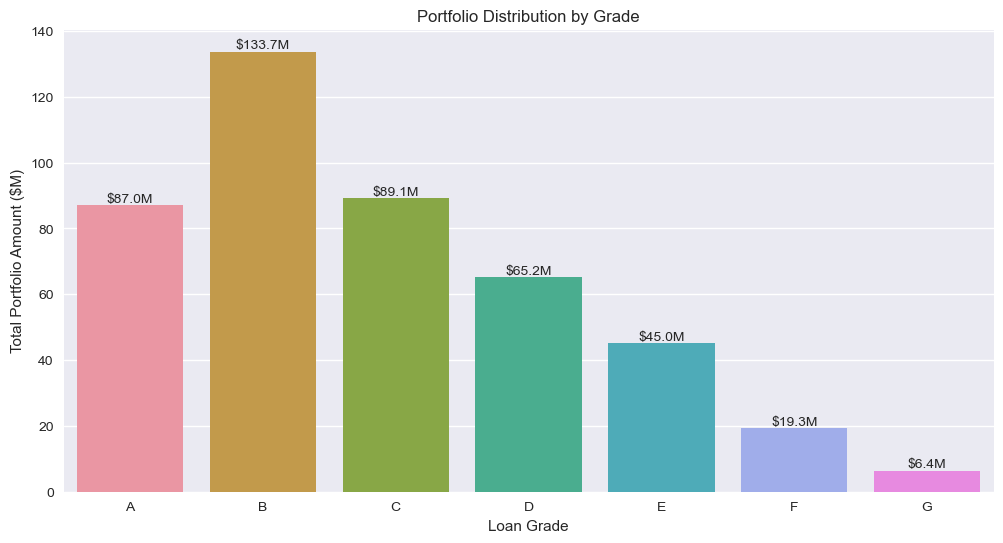 Portfolio Distribution by Grade
Total Portfolio Amount ($M)
140
120
100
80
60
40
20
0
$87.0M
$133.7M
$89.1M
$65.2M
$45.0M
$19.3M
$6.4M
A B C D E F G
Loan Grade